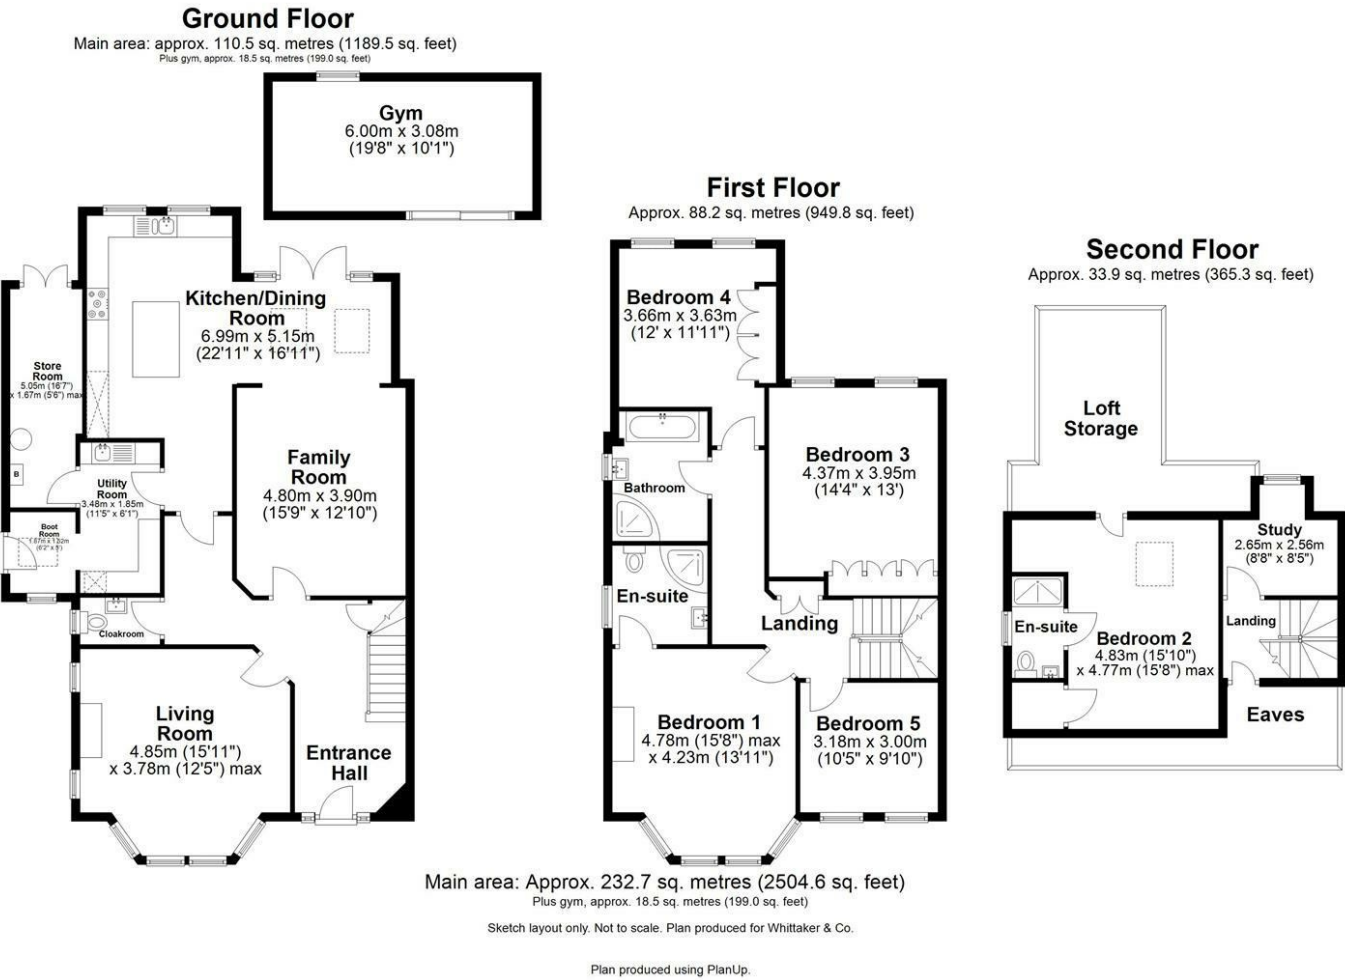 Ground Floor
Main area: approx. 110.5 sq. metres (1189.5 sq. feet)
Plus gym, approx. 18.5 sq. metres (199.0 sq. feet)
Gym
6.00m x 3.08m
(19'8" x 10'1")
Kitchen/Dining
Room
6.99m x 5.15m
(22'11" x 16'11")
Store
Room
5.05m (16'7")
x 1.67m (5'6") max
B
Family
Room
4.80m x 3.90m
(15'9" x 12'10")
Utility
Room
3.48m x 1.85m
(11'5" x 6'1")
Boot
Room
Cloakroom
Living
Room
4.85m (15'11")
x 3.78m (12'5") max
Entrance
Hall
First Floor
Approx. 88.2 sq. metres (949.8 sq. feet)
Bedroom 4
3.66m x 3.63m
(12' x 11'11")
Bedroom 3
4.37m x 3.95m
(14'4" x 13')
Bathroom
En-suite
Landing
Bedroom 1
4.78m (15'8") max
x 4.23m (13'11")
Bedroom 5
3.18m x 3.00m
(10'5" x 9'10")
Second Floor
Approx. 33.9 sq. metres (365.3 sq. feet)
Loft
Storage
Study
2.65m x 2.56m
(8'8" x 8'5")
En-suite
Landing
Bedroom 2
4.83m (15'10")
x 4.77m (15'8") max
Eaves
Main area: Approx. 232.7 sq. metres (2504.6 sq. feet)
Plus gym, approx. 18.5 sq. metres (199.0 sq. feet)
Sketch layout only. Not to scale. Plan produced for Whittaker & Co.
Plan produced using PlanUp.